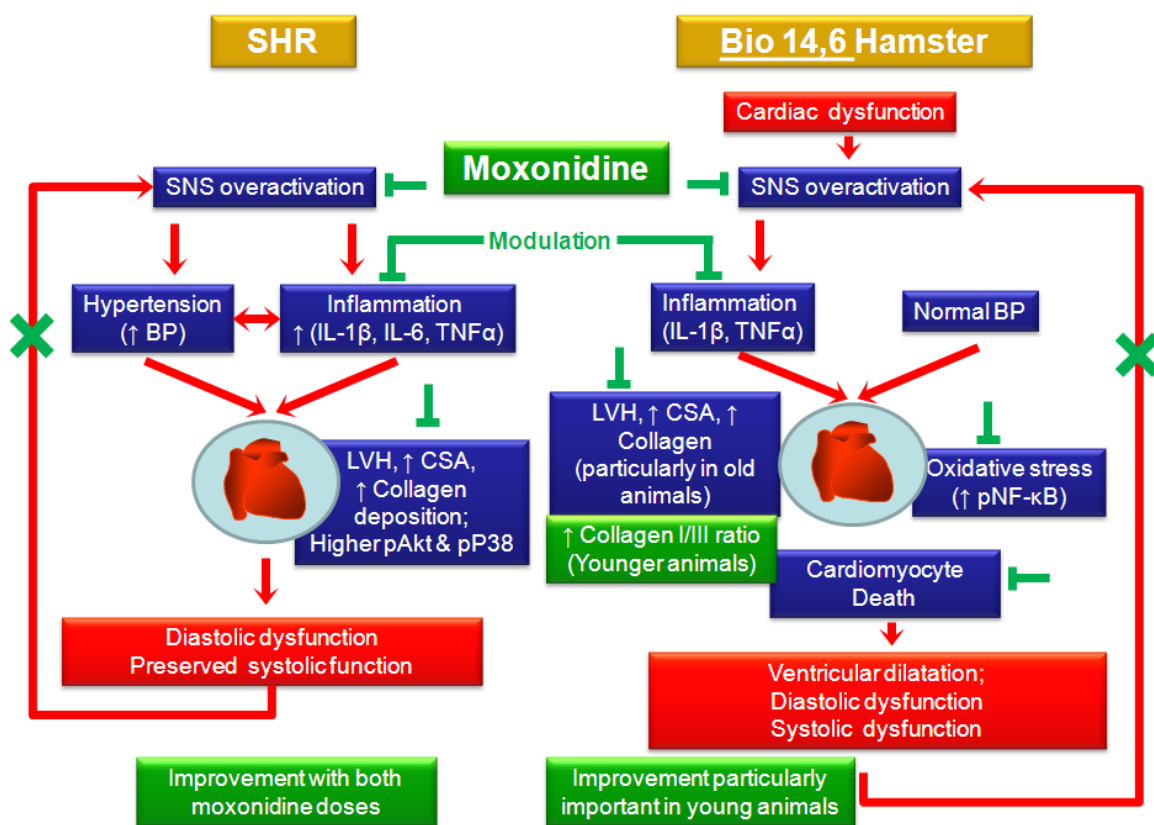 SHR
Bio 14,6 Hamster
Cardiac dysfunction
Moxonidine
SNS overactivation
SNS overactivation
Modulation
Hypertension
(↑ BP)
Inflammation
↑ (IL-1β, IL-6, TNFα)
Inflammation
(IL-1β, TNFα)
Normal BP
LVH, ↑ CSA,
↑ Collagen
deposition;
Higher pAkt & pP38
LVH, ↑ CSA, ↑
Collagen
(particularly in old
animals)
Oxidative stress
(↑ pNF-κB)
↑ Collagen I/III ratio
(Younger animals)
Cardiomyocyte
Death
Diastolic dysfunction
Preserved systolic function
Ventricular dilatation;
Diastolic dysfunction
Systolic dysfunction
Improvement with both
moxonidine doses
Improvement particularly
important in young animals